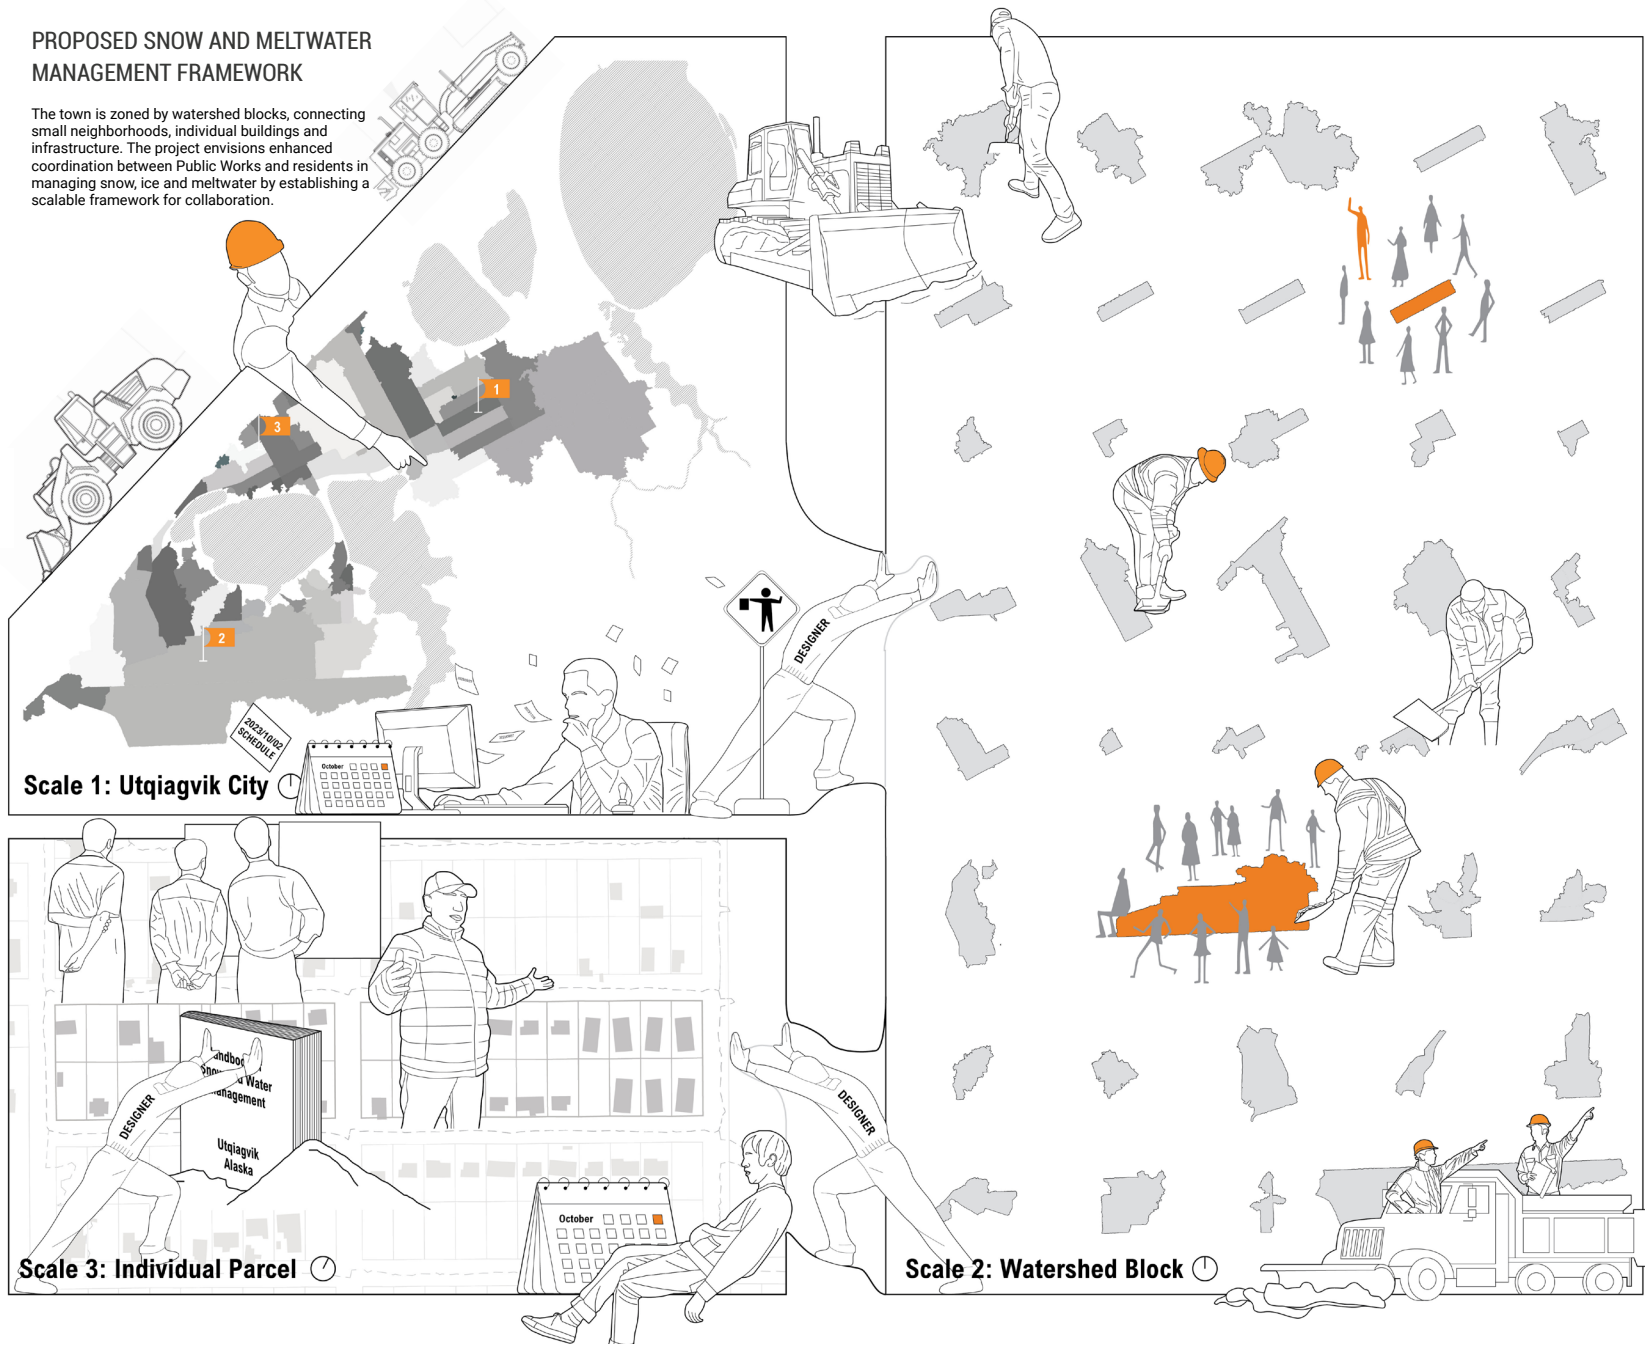 PROPOSED SNOW AND MELTWATER
MANAGEMENT FRAMEWORK
The town is zoned by watershed blocks, connecting
small neighborhoods, individual buildings and
infrastructure. The project envisions enhanced
coordination between Public Works and residents in
managing snow, ice and meltwater by establishing a
scalable framework for collaboration.
1
3
2
DESIGNER
2023/10/02
SCHEDULE
October
Scale 1: Utqiagvik City
andboo
Snow
d Water
anagement
Utqiagvik
Alaska
DESIGNER
DESIGNER
October
Scale 3: Individual Parcel
Scale 2: Watershed Block